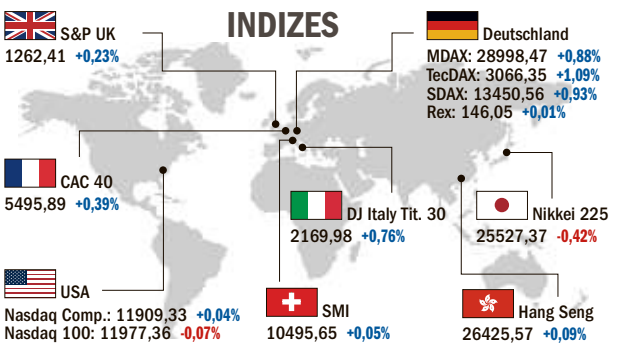 INDIZES
S&P UK
1262,41 +0,23%
Deutschland
MDAX: 28998,47 +0,88%
TecDAX: 3066,35 +1,09%
SDAX: 13450,56 +0,93%
Rex: 146,05 +0,01%
CAC 40
5495,89 +0,39%
DJ Italy Tit. 30
2169,98 +0,76%
Nikkei 225
25527,37 -0,42%
USA
Nasdaq Comp.: 11909,33 +0,04%
Nasdaq 100: 11977,36 -0,07%
SMI
10495,65 +0,05%
Hang Seng
26425,57 +0,09%